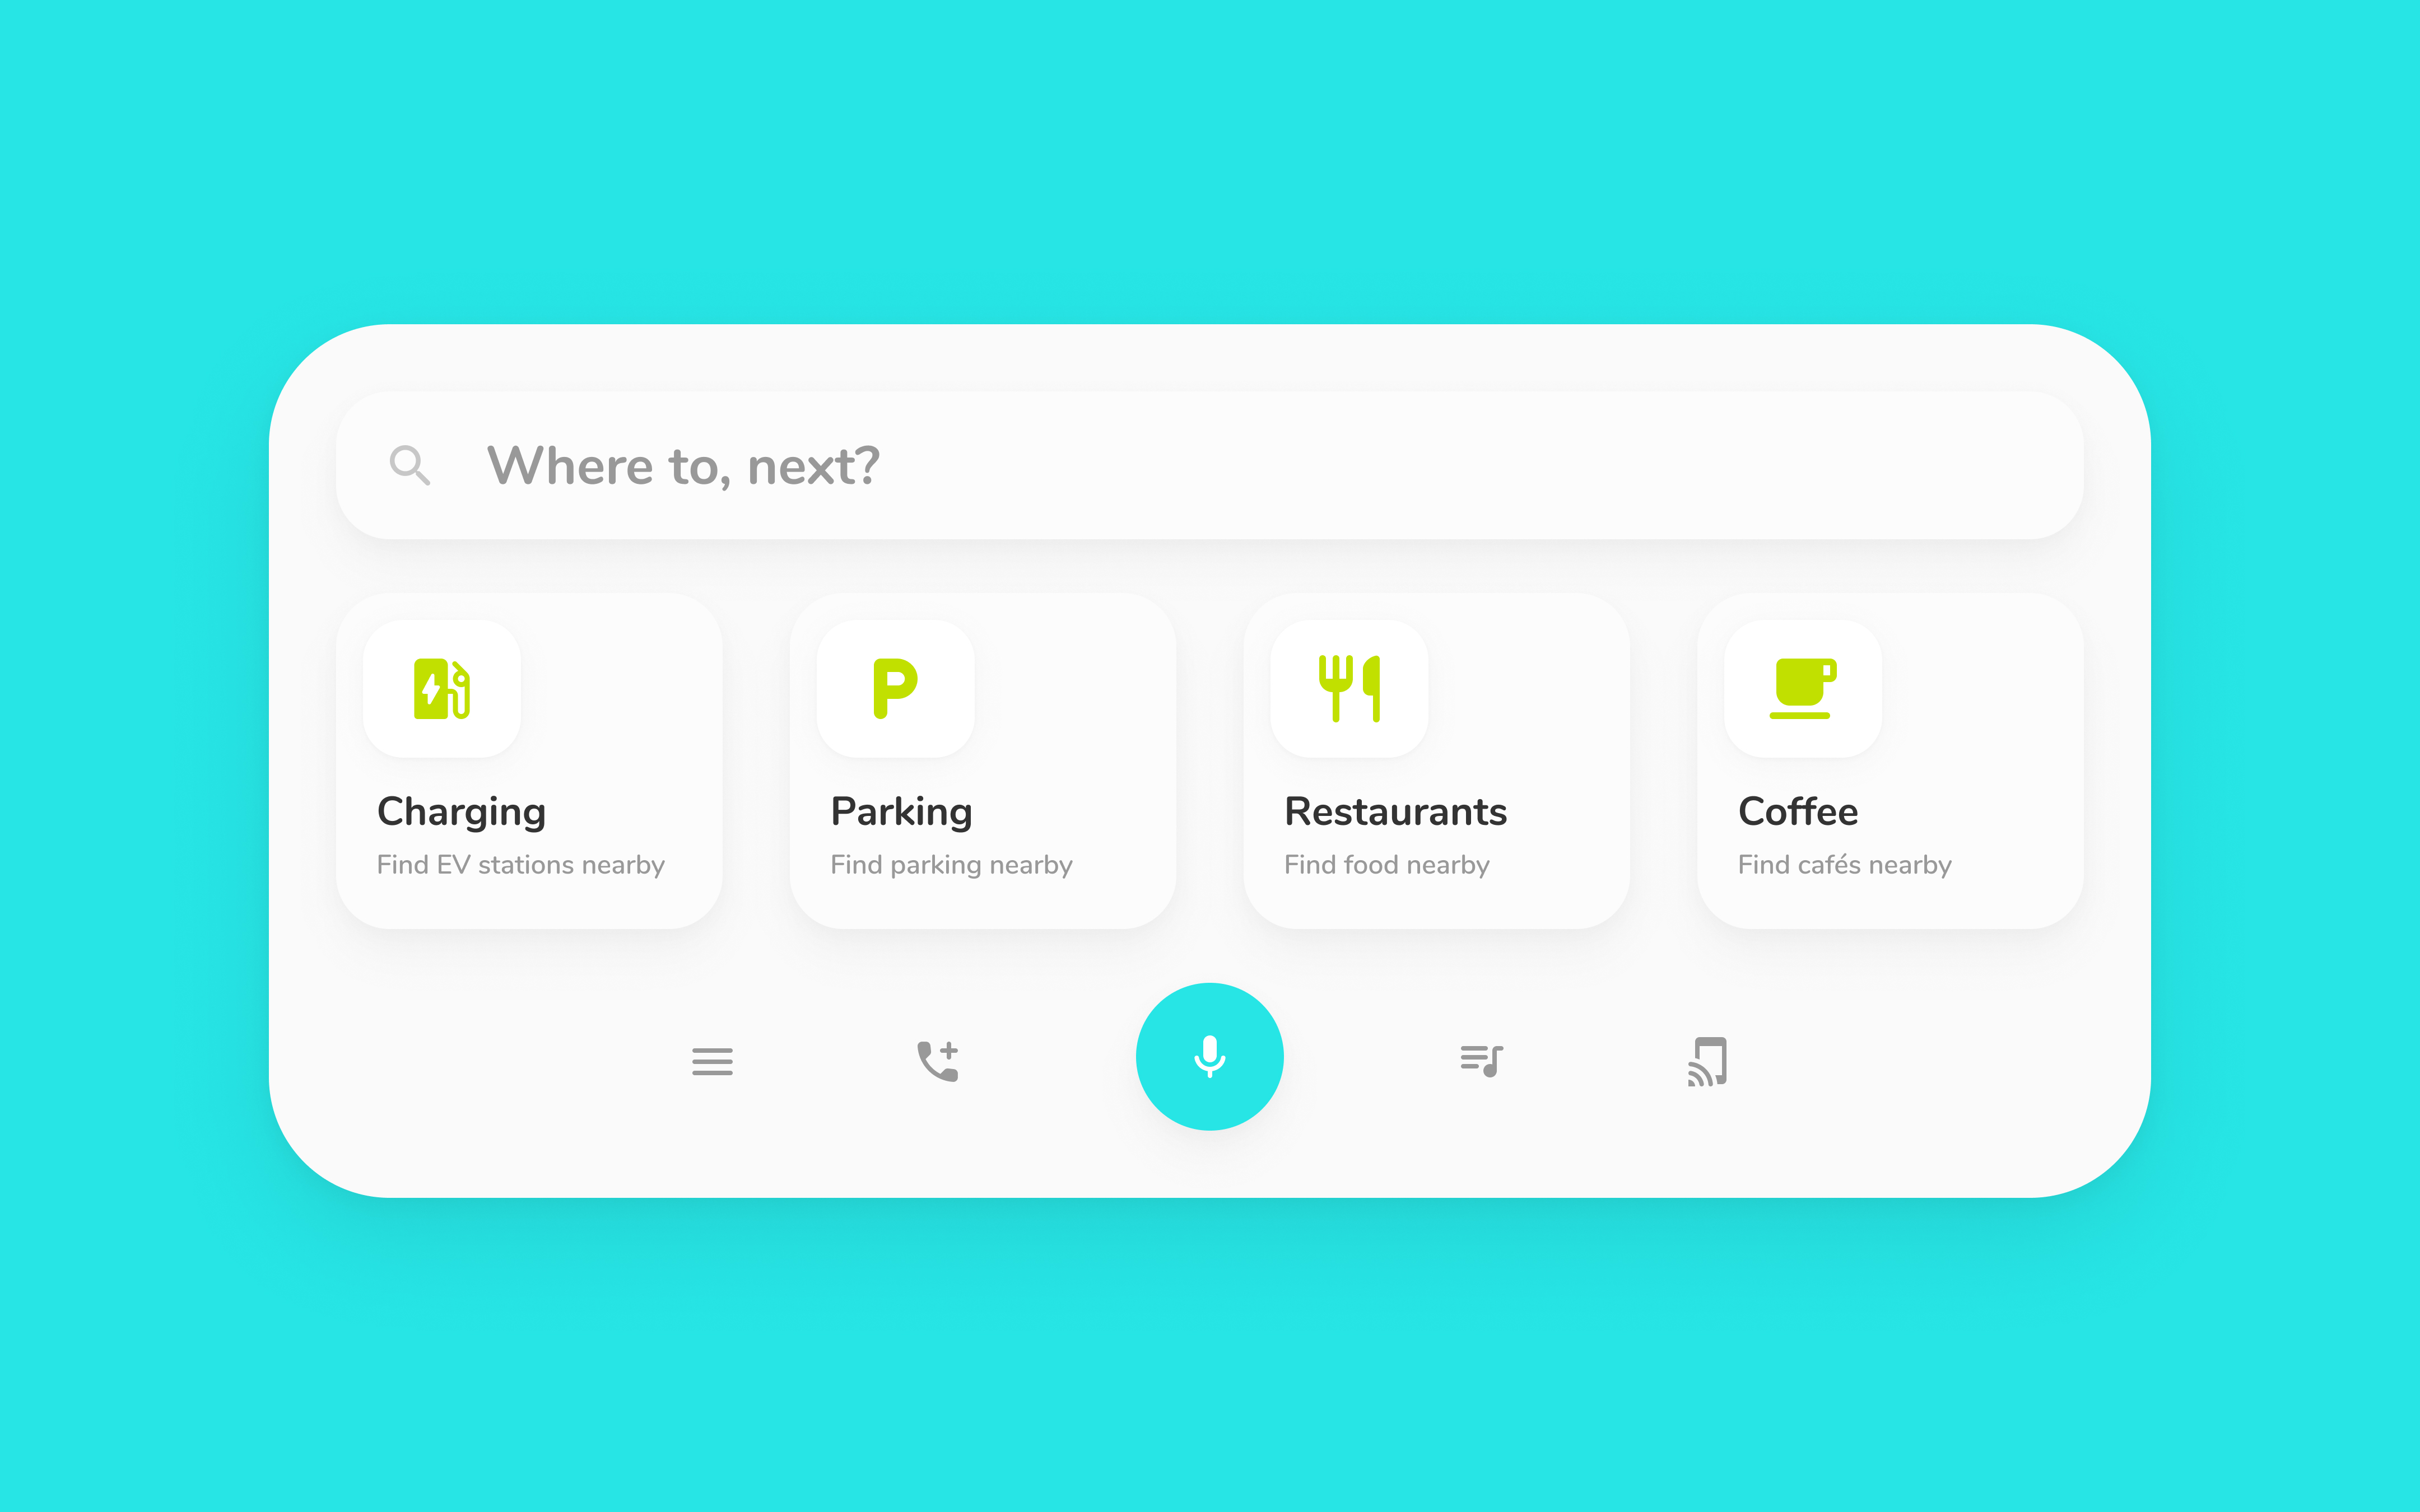 Where to, next?
Charging
Find EV stations nearby
Parking
Find parking nearby
Restaurants
Find food nearby
Coffee
Find cafés nearby